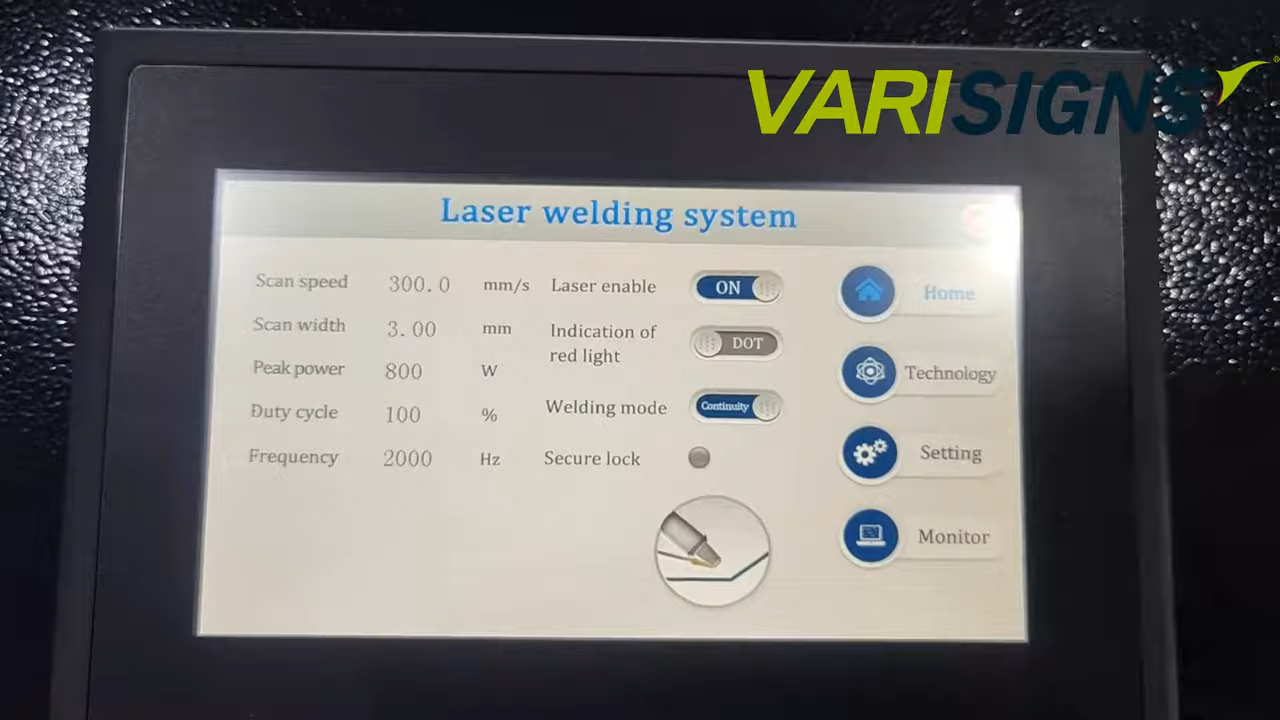 VARISIGNS®
Laser welding system
Scan speed 300.0 mm/s
Scan width 3.00 mm
Peak power 800 W
Duty cycle 100 %
Frequency 2000 Hz
Laser enable ON
Indication of
red light DOT
Welding mode Continuity
Secure lock
Home
Technology
Setting
Monitor